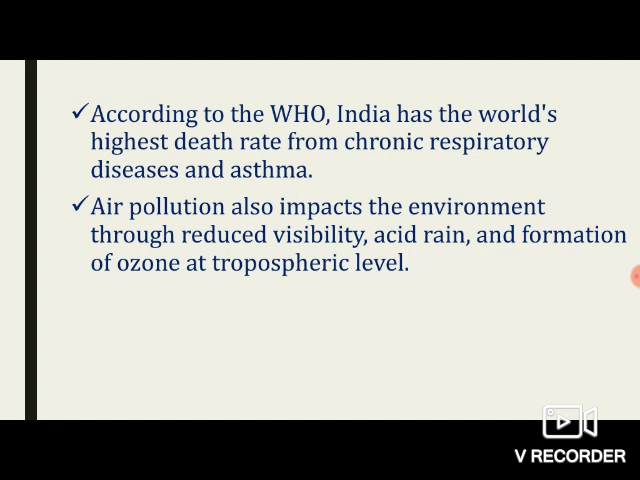 ✓According to the WHO, India has the world's
highest death rate from chronic respiratory
diseases and asthma.
✓Air pollution also impacts the environment
through reduced visibility, acid rain, and formation
of ozone at tropospheric level.
V RECORDER